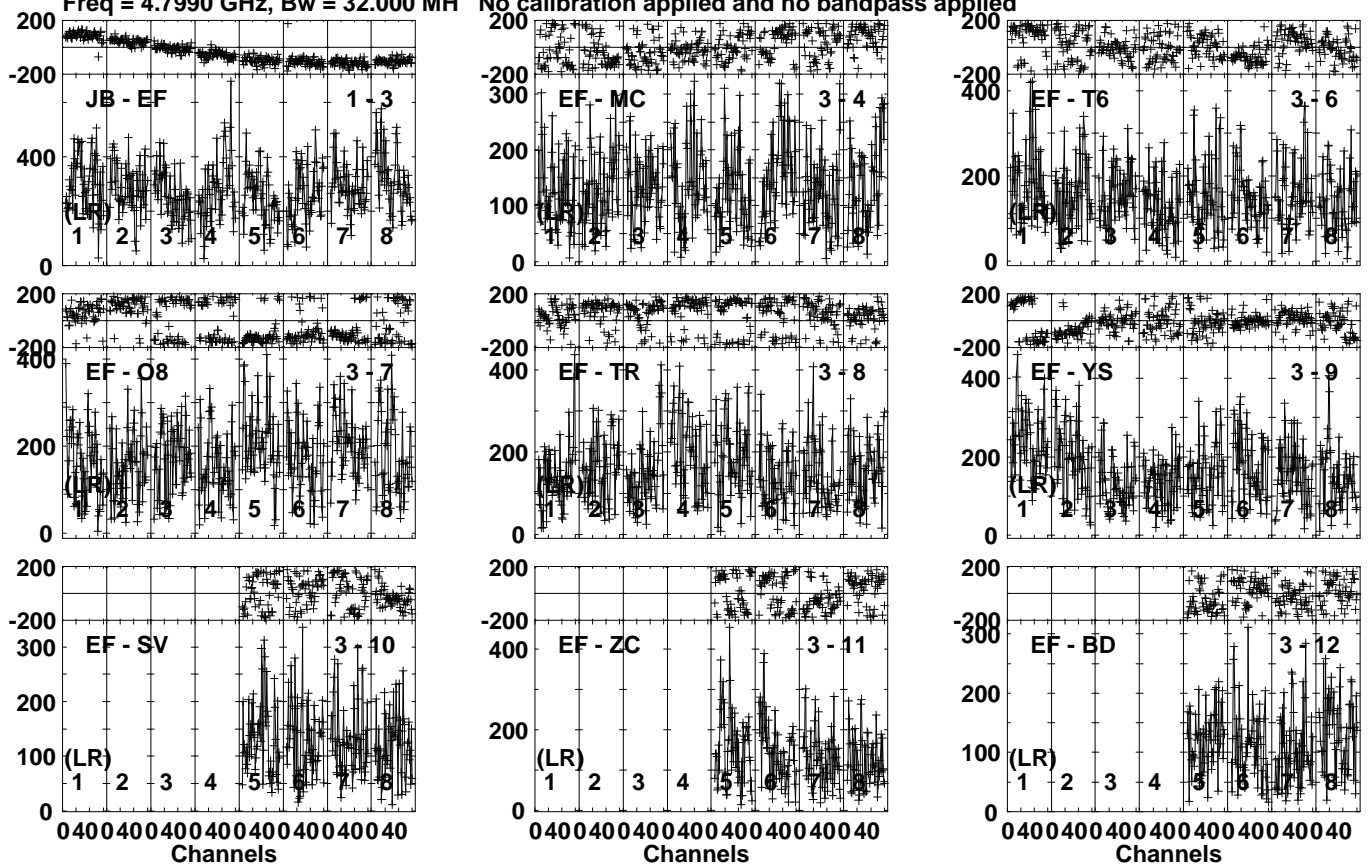 Freq = 4.7990 GHz, Bw = 32.000 MH No calibration applied and no bandpass applied
200 200 200
-200 -200 -200
JB - EF 1 - 3 300 EF - MC 3 - 4 400 EF - T6 3 - 6
400 200 200
100
(LR) (LR) (LR)
1 2 3 4 5 6 7 8 1 2 3 4 5 6 7 8 1 2 3 4 5 6 7 8
0 0 0
200 200 200
-200 -200 -200
400 EF - O8 3 - 7 400 EF - TR 3 - 8 400 EF - YS 3 - 9
200 200 200
(LR) (LR) (LR)
1 2 3 4 5 6 7 8 1 2 3 4 5 6 7 8 1 2 3 4 5 6 7 8
0 0 0
200 200 200
-200 -200 -200
300 EF - SV 3 - 10 400 EF - ZC 3 - 11 300 EF - BD 3 - 12
200 200 200
100 100
(LR) (LR) (LR)
1 2 3 4 5 6 7 8 1 2 3 4 5 6 7 8 1 2 3 4 5 6 7 8
0 0 0
0 40 0 40 0 40 0 40 0 40 0 40 0 40 0 40 0 40 0 40 0 40 0 40 0 40 0 40 0 40 0 40 0 40 0 40 0 40 0 40 0 40 0 40 0 40 0 40
Channels Channels Channels